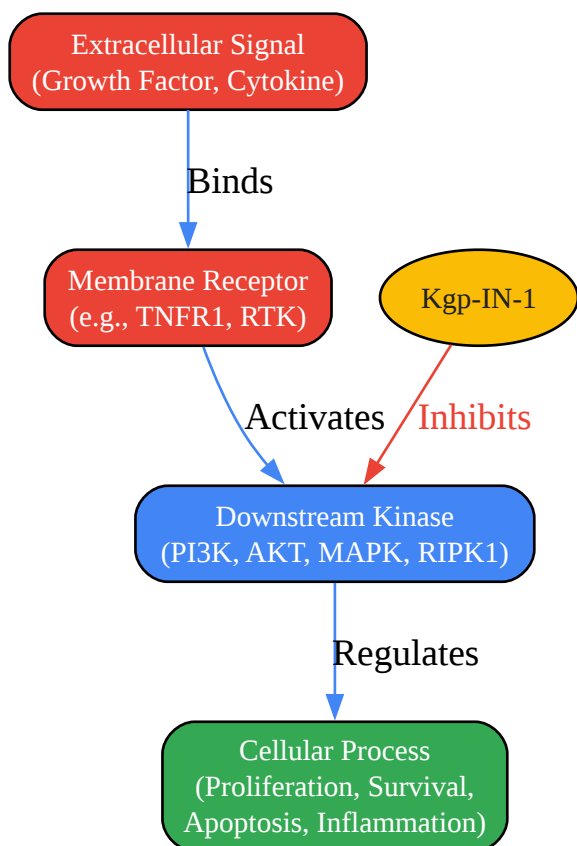 Extracellular Signal
(Growth Factor, Cytokine)
Binds
Membrane Receptor
(e.g., TNFR1, RTK)
Kgp-IN-1
Activates
Inhibits
Downstream Kinase
(PI3K, AKT, MAPK, RIPK1)
Regulates
Cellular Process
(Proliferation, Survival,
Apoptosis, Inflammation)